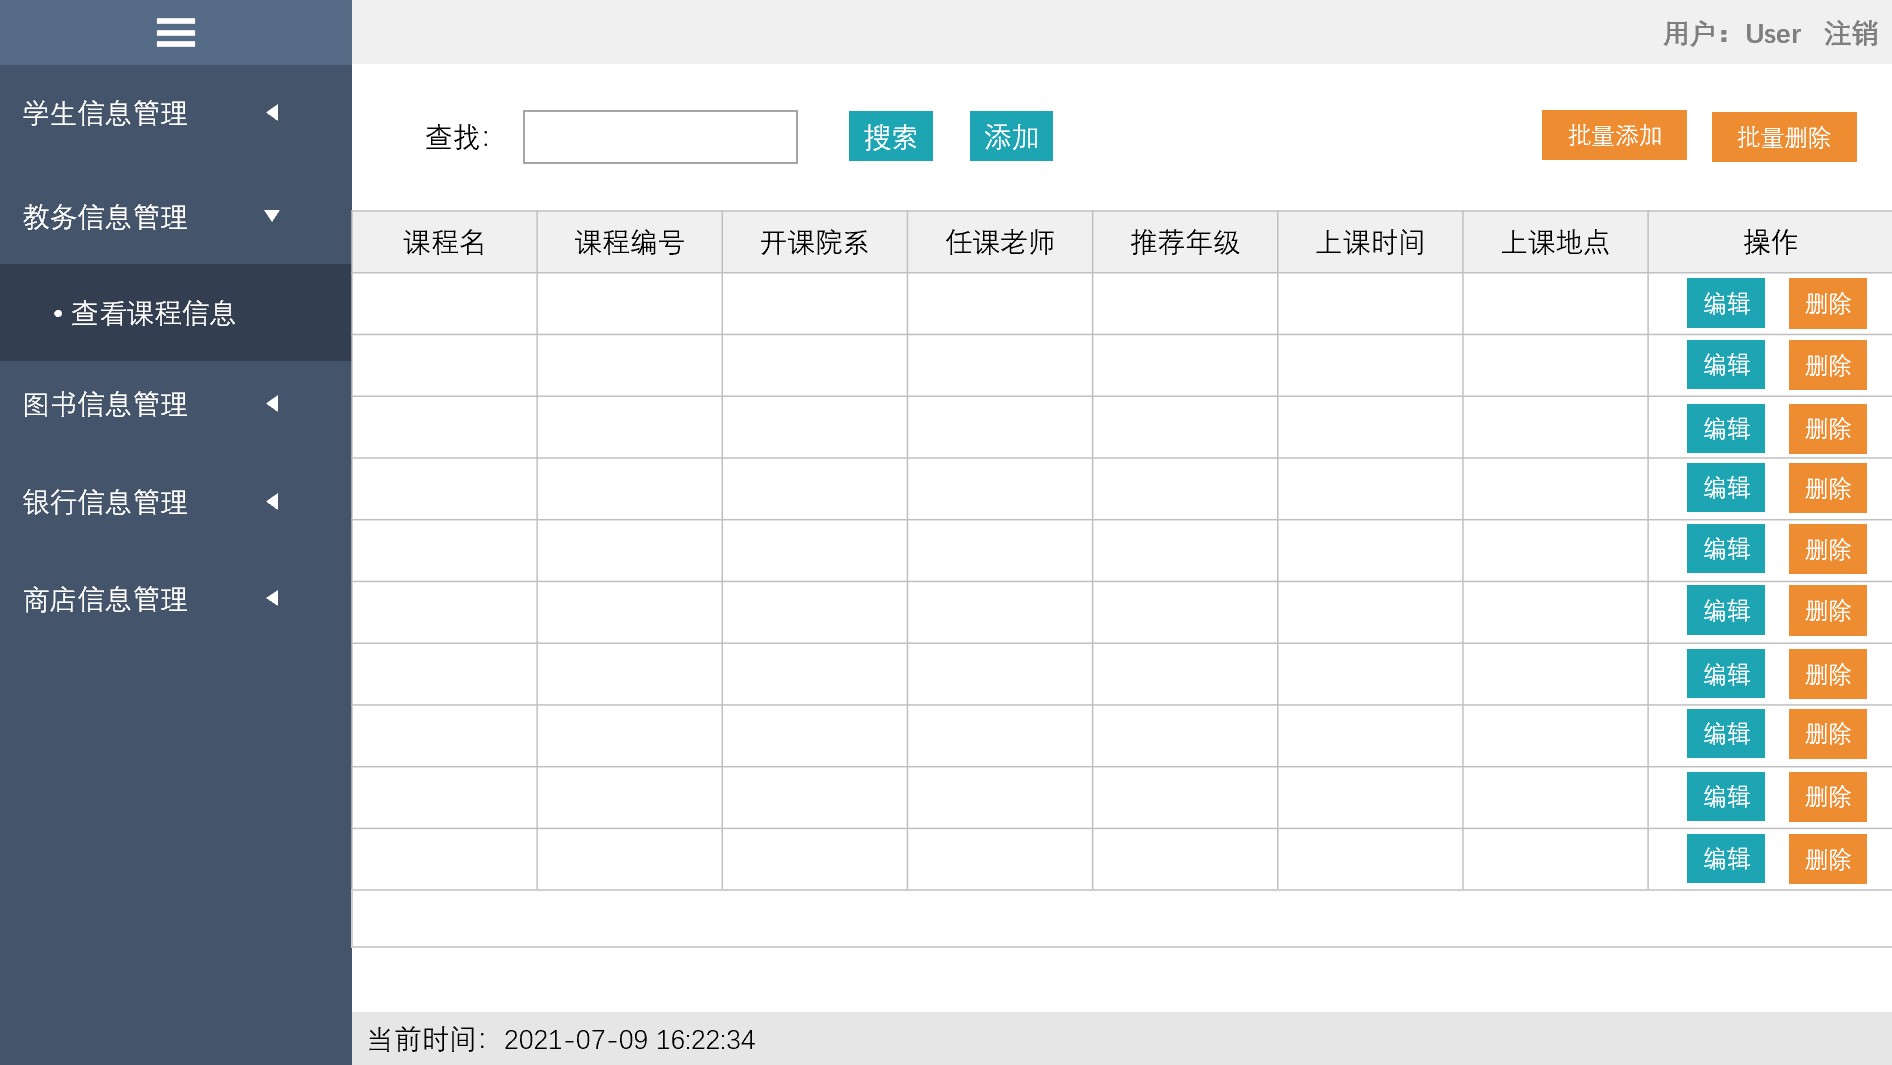 用户：User 注销
学生信息管理
教务信息管理
• 查看课程信息
图书信息管理
银行信息管理
商店信息管理
查找： 搜索 添加 批量添加 批量删除
课程名 课程编号 开课院系 任课老师 推荐年级 上课时间 上课地点 操作
编辑 删除
编辑 删除
编辑 删除
编辑 删除
编辑 删除
编辑 删除
编辑 删除
编辑 删除
编辑 删除
编辑 删除
当前时间：2021-07-09 16:22:34